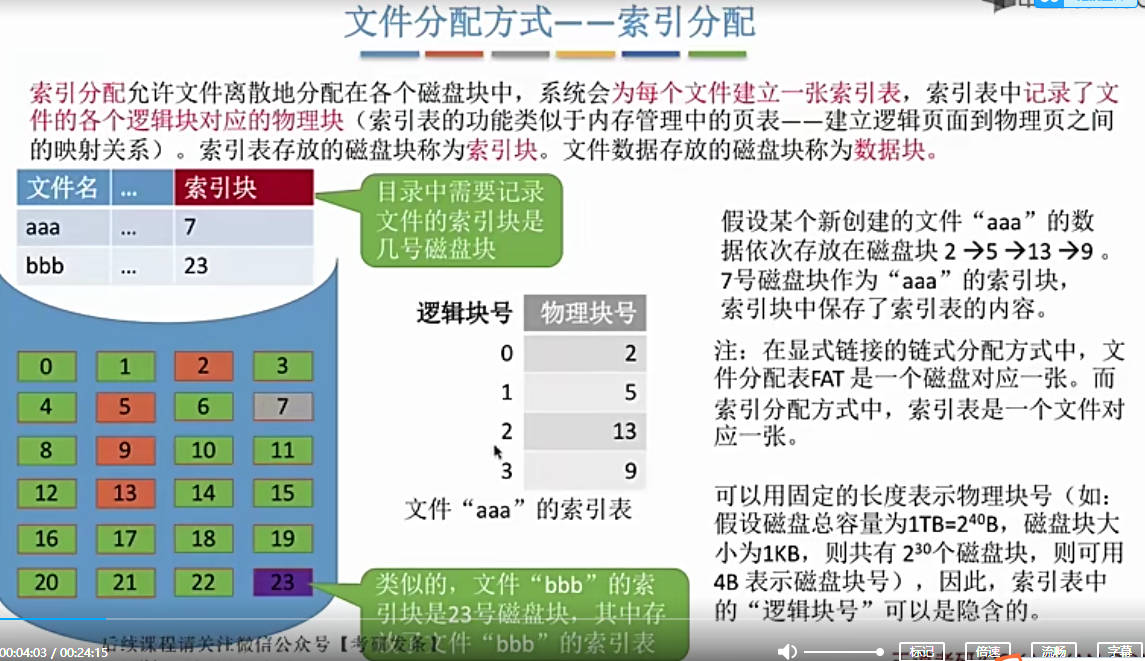 文件分配方式——索引分配
索引分配允许文件离散地分配在各个磁盘块中，系统会为每个文件建立一张索引表，索引表中记录了文
件的各个逻辑块对应的物理块（索引表的功能类似于内存管理中的页表——建立逻辑页面到物理页之间
的映射关系）。索引表存放的磁盘块称为索引块。文件数据存放的磁盘块称为数据块。
文件名 ... 索引块
aaa ... 7
bbb ... 23
目录中需要记录
文件的索引块是
几号磁盘块
0 1 2 3
4 5 6 7
8 9 10 11
12 13 14 15
16 17 18 19
20 21 22 23
逻辑块号 物理块号
0 2
1 5
2 13
3 9
文件“aaa”的索引表
类似的，文件“bbb”的索
引块是23号磁盘块，其中存
文件“bbb”的索引表
假设某个新创建的文件“aaa”的数
据依次存放在磁盘块 2→5→13→9 。
7号磁盘块作为“aaa”的索引块，
索引块中保存了索引表的内容。
注：在显式链接的链式分配方式中，文
件分配表FAT 是一个磁盘对应一张。而
索引分配方式中，索引表是一个文件对
应一张。
可以用固定的长度表示物理块号（如：
假设磁盘总容量为1TB=2⁴⁰B，磁盘块大
小为1KB，则共有 2³⁰个磁盘块，则可用
4B 表示磁盘块号），因此，索引表中
的“逻辑块号”可以是隐含的。
后续课程请关注微信公众号【考研发条】
00:04:03 / 00:24:15
标记 倍速 流畅 字幕